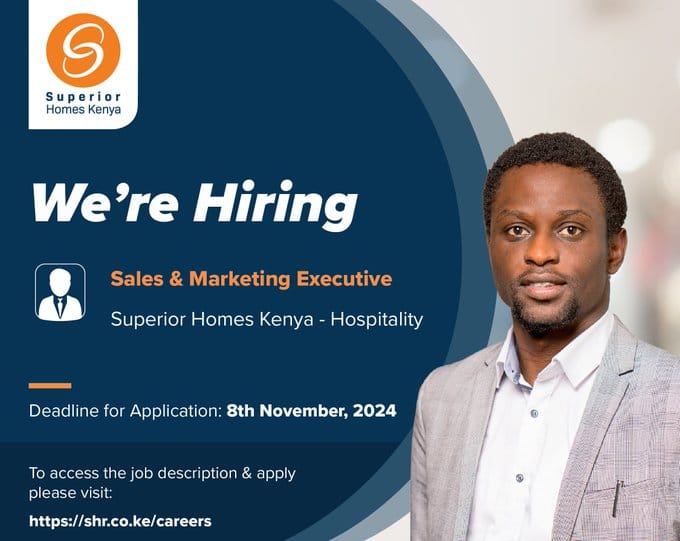 Superior
Homes Kenya
We're Hiring
Sales & Marketing Executive
Superior Homes Kenya - Hospitality
Deadline for Application: 8th November, 2024
To access the job description & apply
please visit:
https://shr.co.ke/careers